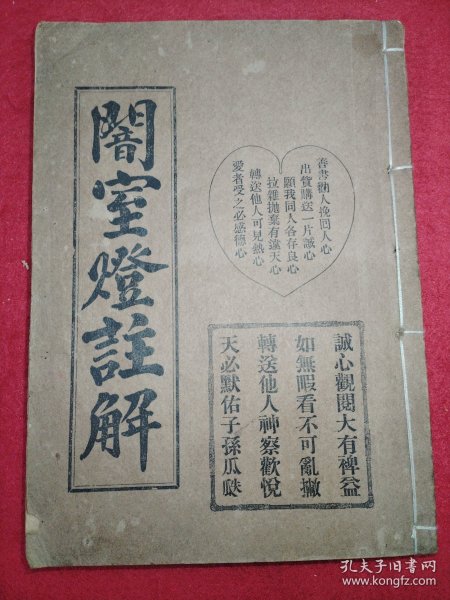 闇室燈註解
善書勸人挽囘人心
出貲購送一片誠心
願我同人各存良心
拉雜抛棄有違天心
轉送他人可見熱心
愛者受之必感德心
誠心觀閱大有裨益
如無暇看不可亂撇
轉送他人神察歡悅
天必默佑子孫瓜瓞
孔夫子旧书网
www.kongfz.com